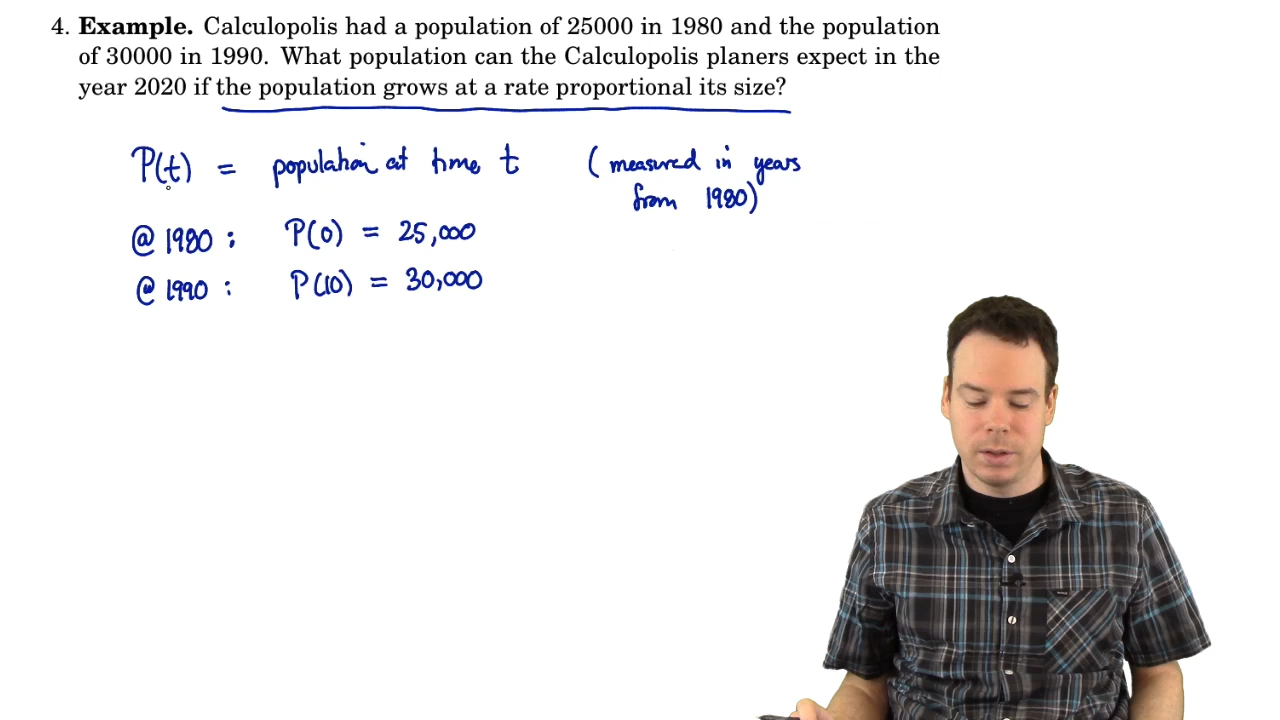 4. Example. Calculopolis had a population of 25000 in 1980 and the population
of 30000 in 1990. What population can the Calculopolis planers expect in the
year 2020 if the population grows at a rate proportional its size?
P(t) = population at time t (measured in years
from 1980)
@ 1980 : P(0) = 25,000
@ 1990 : P(10) = 30,000